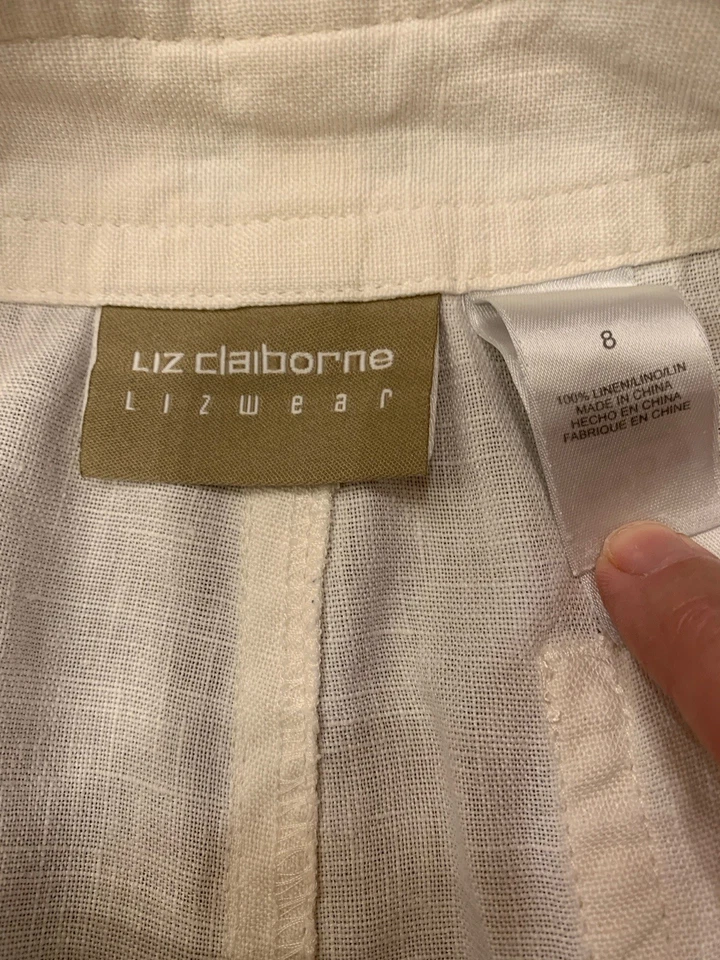 LIZ claiborne
LIZwear
8
100% LINEN/LINO/LIN
MADE IN CHINA
HECHO EN CHINA
FABRIQUE EN CHINE